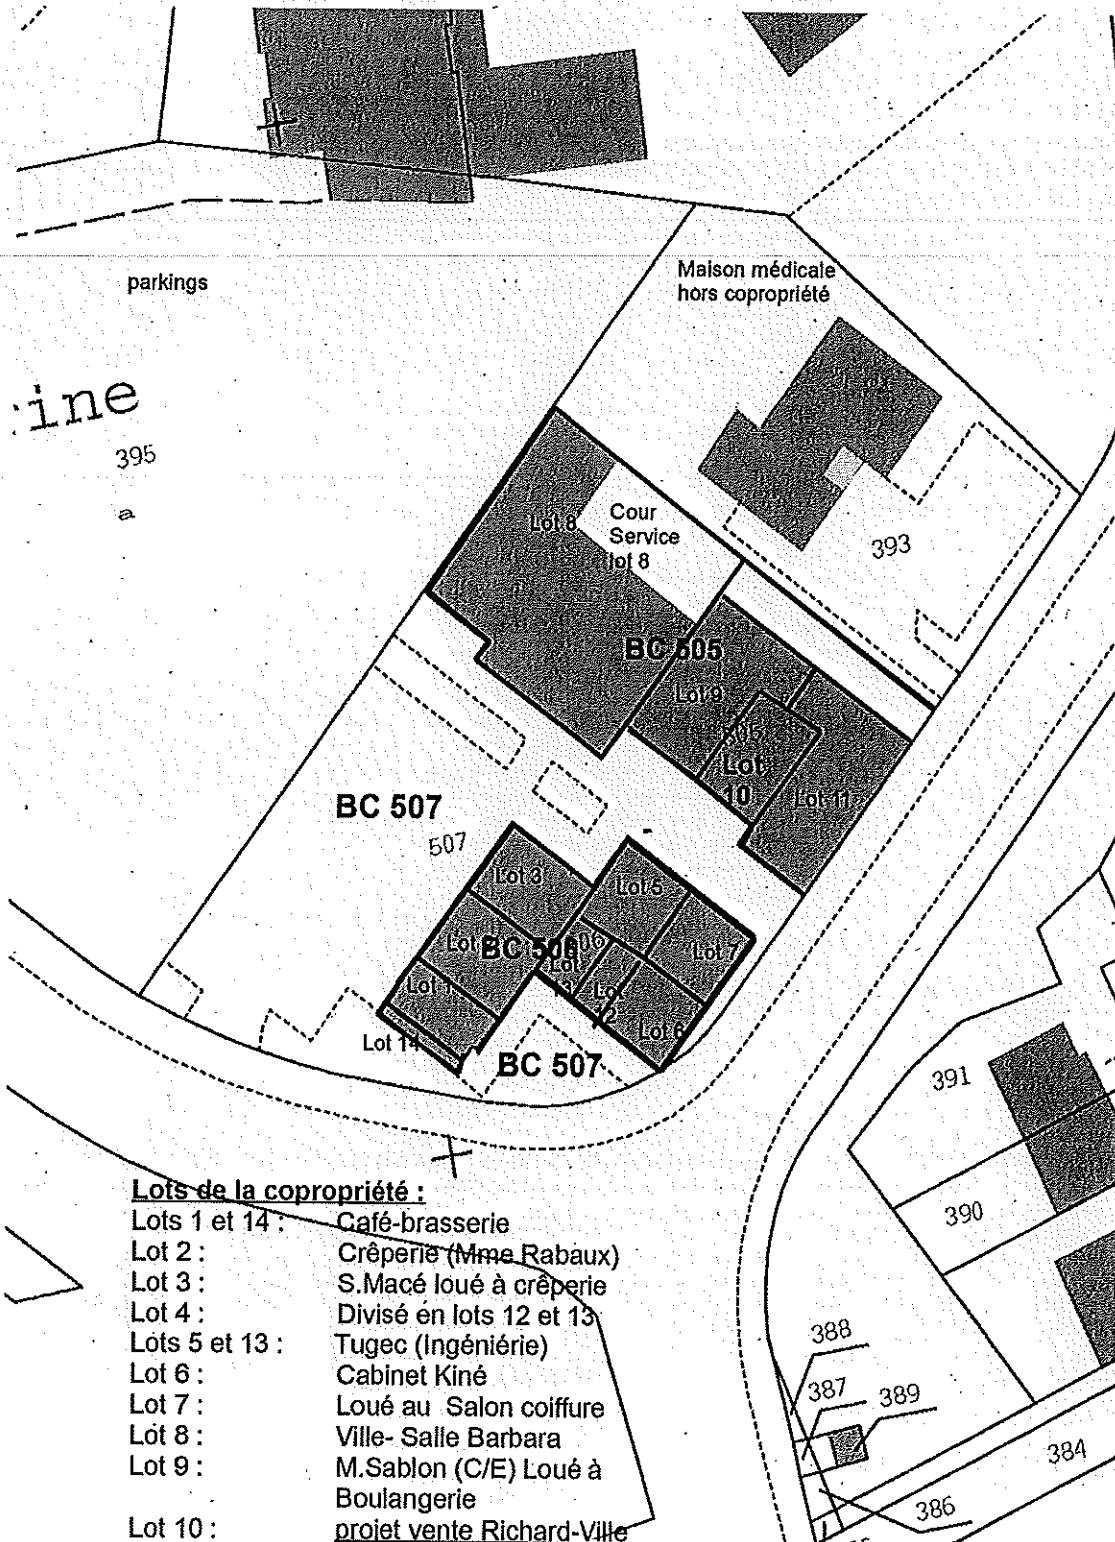 parkings
Maison médicale
hors copropriété
ine
395
a
Lot 8
Cour
Service
lot 8
393
BC 505
Lot 9
Lot
10
Lot 11
BC 507
507
Lot 3
Lot 5
Lot
BC 506
Lot 7
Lot
13
Lot
12
Lot 1
Lot 6
Lot 14
BC 507
391
390
Lots de la copropriété :
Lots 1 et 14 : Café-brasserie
Lot 2 : Crêperie (Mme Rabaux)
Lot 3 : S.Macé loué à crêperie
Lot 4 : Divisé en lots 12 et 13
Lots 5 et 13 : Tugec (Ingéniérie)
Lot 6 : Cabinet Kiné
Lot 7 : Loué au Salon coiffure
Lot 8 : Ville- Salle Barbara
Lot 9 : M.Sablon (C/E) Loué à
Boulangerie
Lot 10 : projet vente Richard-Ville
388
387
389
384
386